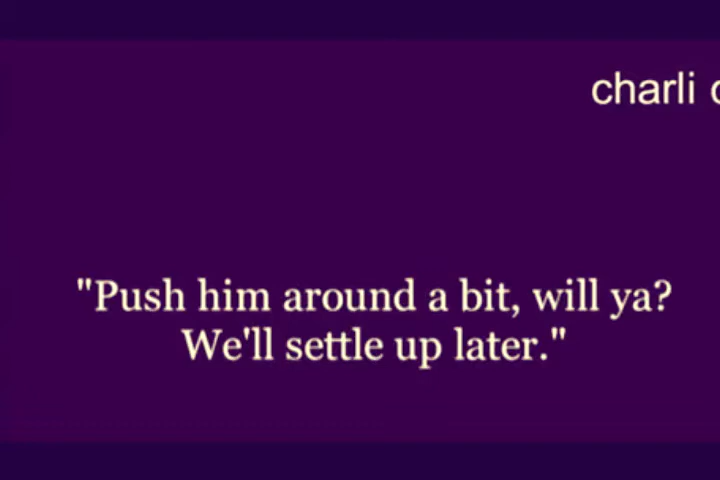 charli
"Push him around a bit, will ya?
We'll settle up later."